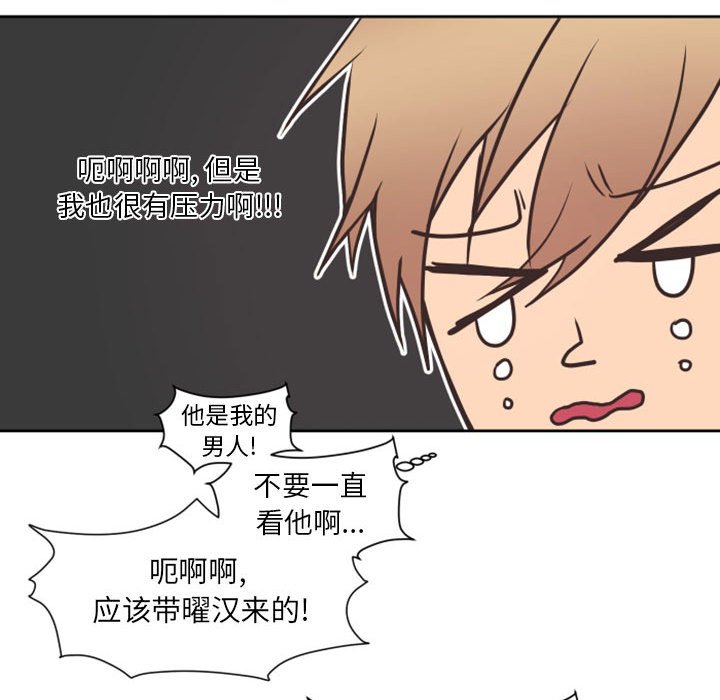 呃啊啊啊, 但是
我也很有压力啊!!!
他是我的
男人!
不要一直
看他啊...
呃啊啊,
应该带曜汉来的!